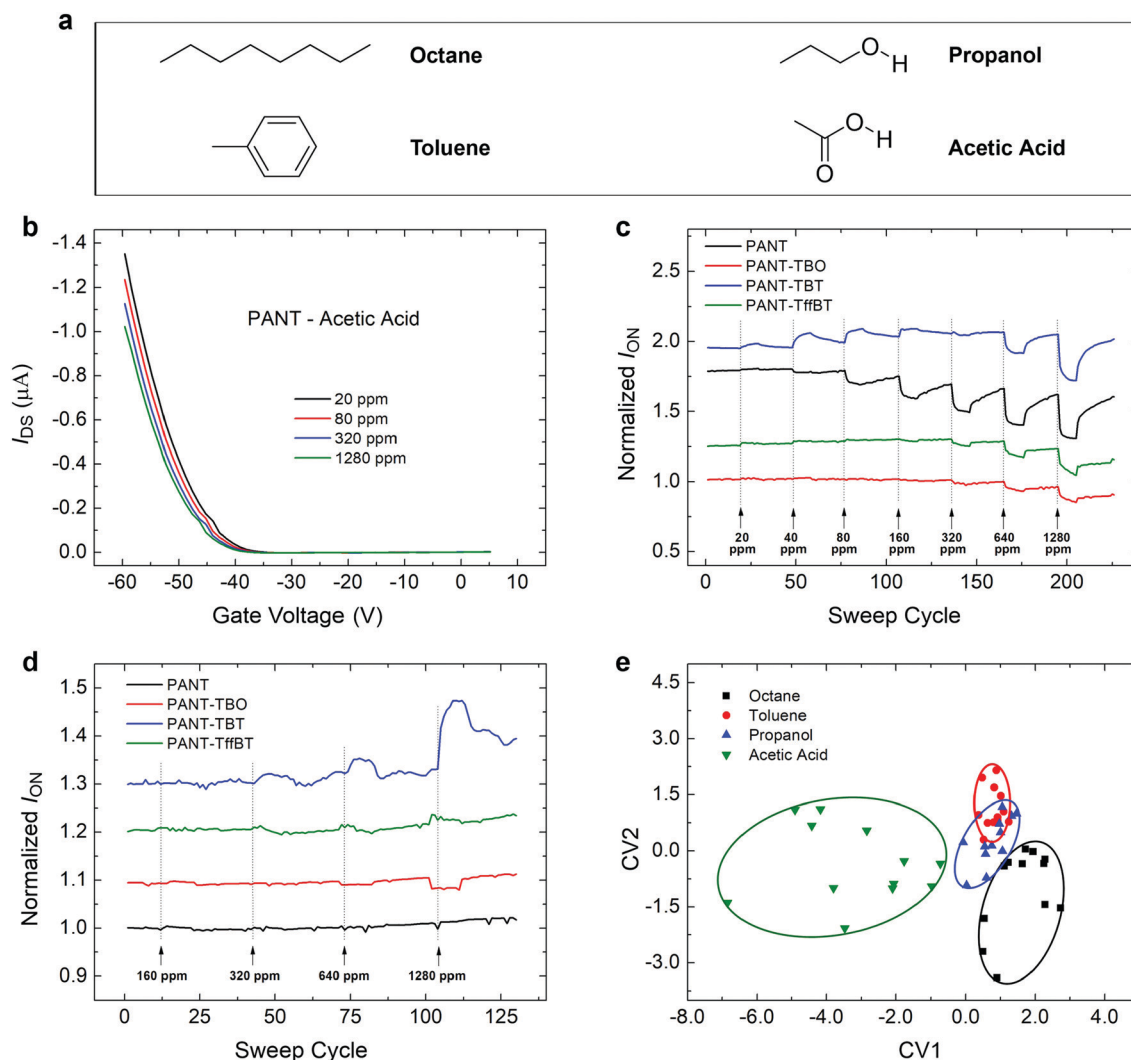 a
Octane
Propanol
O
H
Toluene
Acetic Acid
O
H
O
b
-1.4
-1.2
-1.0
-0.8
-0.6
-0.4
-0.2
0.0
I_DS (μA)
PANT - Acetic Acid
20 ppm
80 ppm
320 ppm
1280 ppm
-60 -50 -40 -30 -20 -10 0 10
Gate Voltage (V)
c
2.5
2.0
1.5
1.0
0.5
Normalized I_ON
PANT
PANT-TBO
PANT-TBT
PANT-TffBT
20 ppm
40 ppm
80 ppm
160 ppm
320 ppm
640 ppm
1280 ppm
0 50 100 150 200
Sweep Cycle
d
1.5
1.4
1.3
1.2
1.1
1.0
0.9
Normalized I_ON
PANT
PANT-TBO
PANT-TBT
PANT-TffBT
160 ppm
320 ppm
640 ppm
1280 ppm
0 25 50 75 100 125
Sweep Cycle
e
4.5
3.0
1.5
0.0
-1.5
-3.0
CV2
Octane
Toluene
Propanol
Acetic Acid
-8.0 -6.0 -4.0 -2.0 0.0 2.0 4.0
CV1